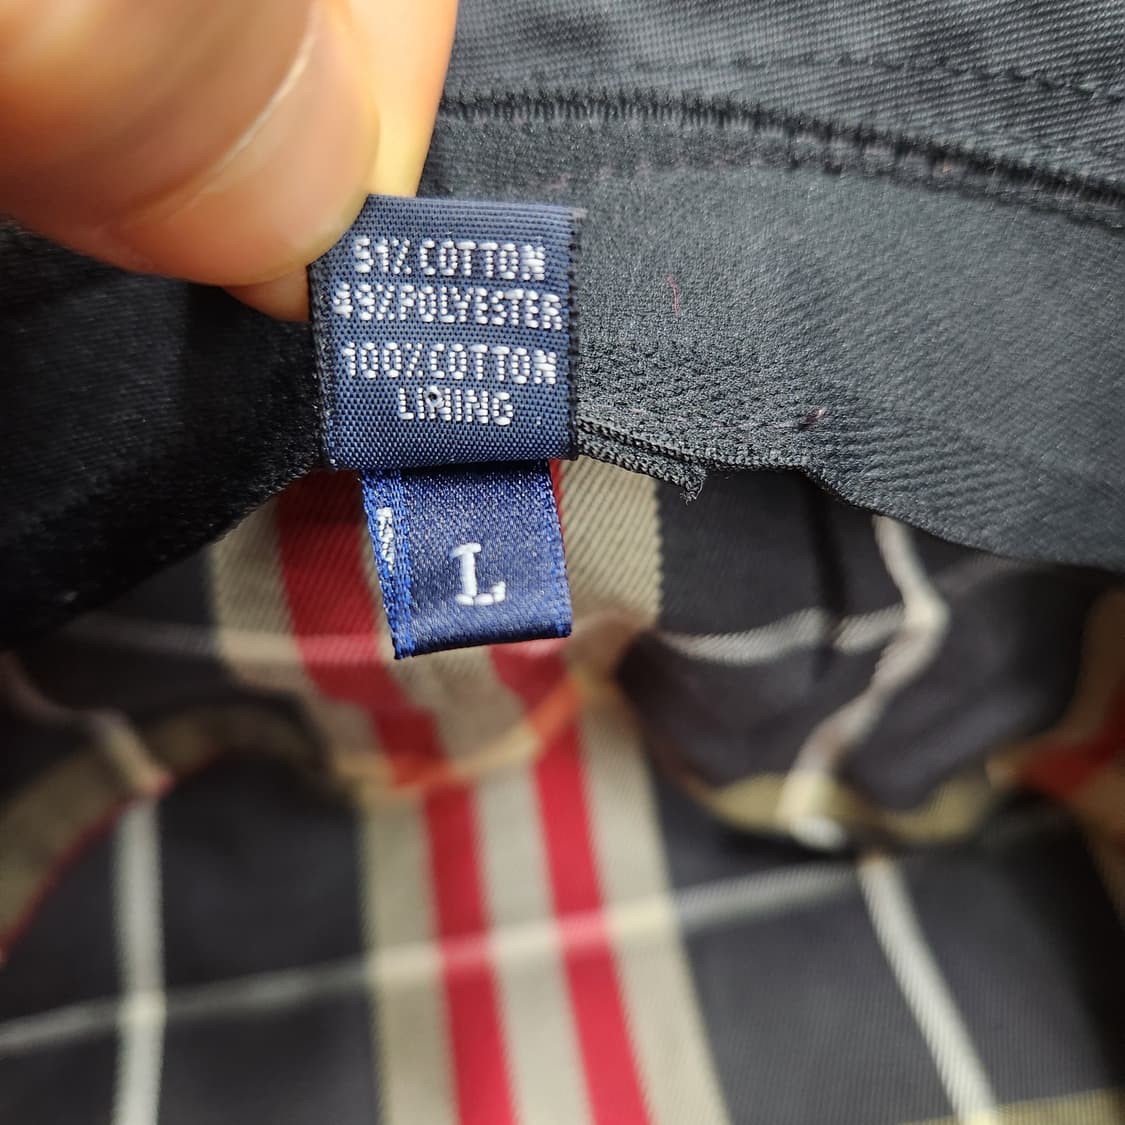 51% COTTON
49% POLYESTER
100% COTTON
LINING
L